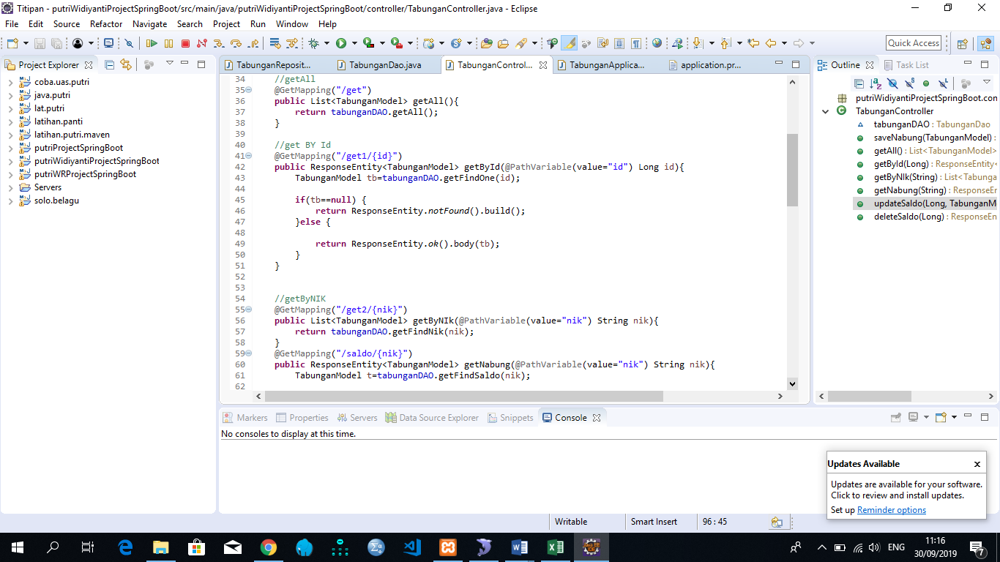 Titipan - putriWidiyantiProjectSpringBoot/src/main/java/putriWidiyantiProjectSpringBoot/controller/TabunganController.java - Eclipse
File Edit Source Refactor Navigate Search Project Run Window Help
Quick Access
Project Explorer
coba.uas.putri
java.putri
lat.putri
latihan.panti
latihan.putri.maven
putriProjectSpringBoot
putriWidiyantiProjectSpringBoot
putriWRProjectSpringBoot
Servers
solo.belagu
TabunganReposit... TabunganDao.java TabunganControl... TabunganApplica... application.pr...
34 //getAll
35 @GetMapping("/get")
36 public List<TabunganModel> getAll(){
37 return tabunganDAO.getAll();
38 }
39
40 //get BY Id
41 @GetMapping("/get1/{id}")
42 public ResponseEntity<TabunganModel> getById(@PathVariable(value="id") Long id){
43 TabunganModel tb=tabunganDAO.getFindOne(id);
44
45 if(tb==null) {
46 return ResponseEntity.notFound().build();
47 }else {
48
49 return ResponseEntity.ok().body(tb);
50 }
51 }
52
53
54 //getByNIK
55 @GetMapping("/get2/{nik}")
56 public List<TabunganModel> getByNIk(@PathVariable(value="nik") String nik){
57 return tabunganDAO.getFindNik(nik);
58 }
59 @GetMapping("/saldo/{nik}")
60 public ResponseEntity<TabunganModel> getNabung(@PathVariable(value="nik") String nik){
61 TabunganModel t=tabunganDAO.getFindSaldo(nik);
62
Outline Task List
putriWidiyantiProjectSpringBoot.con
TabunganController
tabunganDAO : TabunganDao
saveNabung(TabunganModel) :
getAll() : List<TabunganModel>
getById(Long) : ResponseEntity<
getByNIk(String) : List<Tabunga
getNabung(String) : ResponseEr
updateSaldo(Long, TabunganM
deleteSaldo(Long) : ResponseEn
Markers Properties Servers Data Source Explorer Snippets Console
No consoles to display at this time.
Updates Available
Updates are available for your software.
Click to review and install updates.
Set up Reminder options
Writable Smart Insert 96 : 45
ENG
11:16
30/09/2019
7